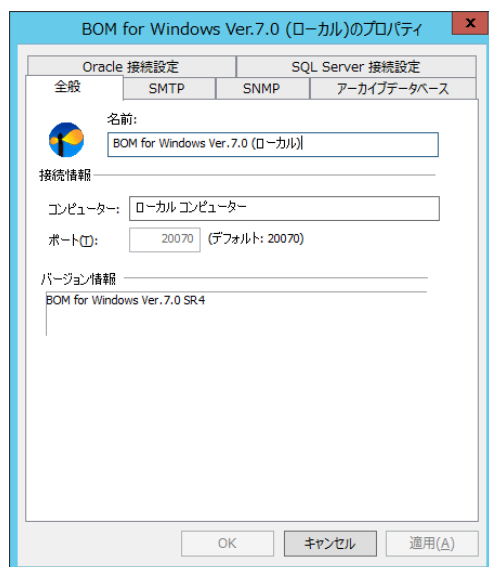 BOM for Windows Ver.7.0 (ローカル)のプロパティ
x
Oracle 接続設定
SQL Server 接続設定
全般
SMTP
SNMP
アーカイブデータベース
名前:
BOM for Windows Ver.7.0 (ローカル)
接続情報
コンピューター:
ローカル コンピューター
ポート(T):
20070
(デフォルト: 20070)
バージョン情報
BOM for Windows Ver.7.0 SR4
OK
キャンセル
適用(A)